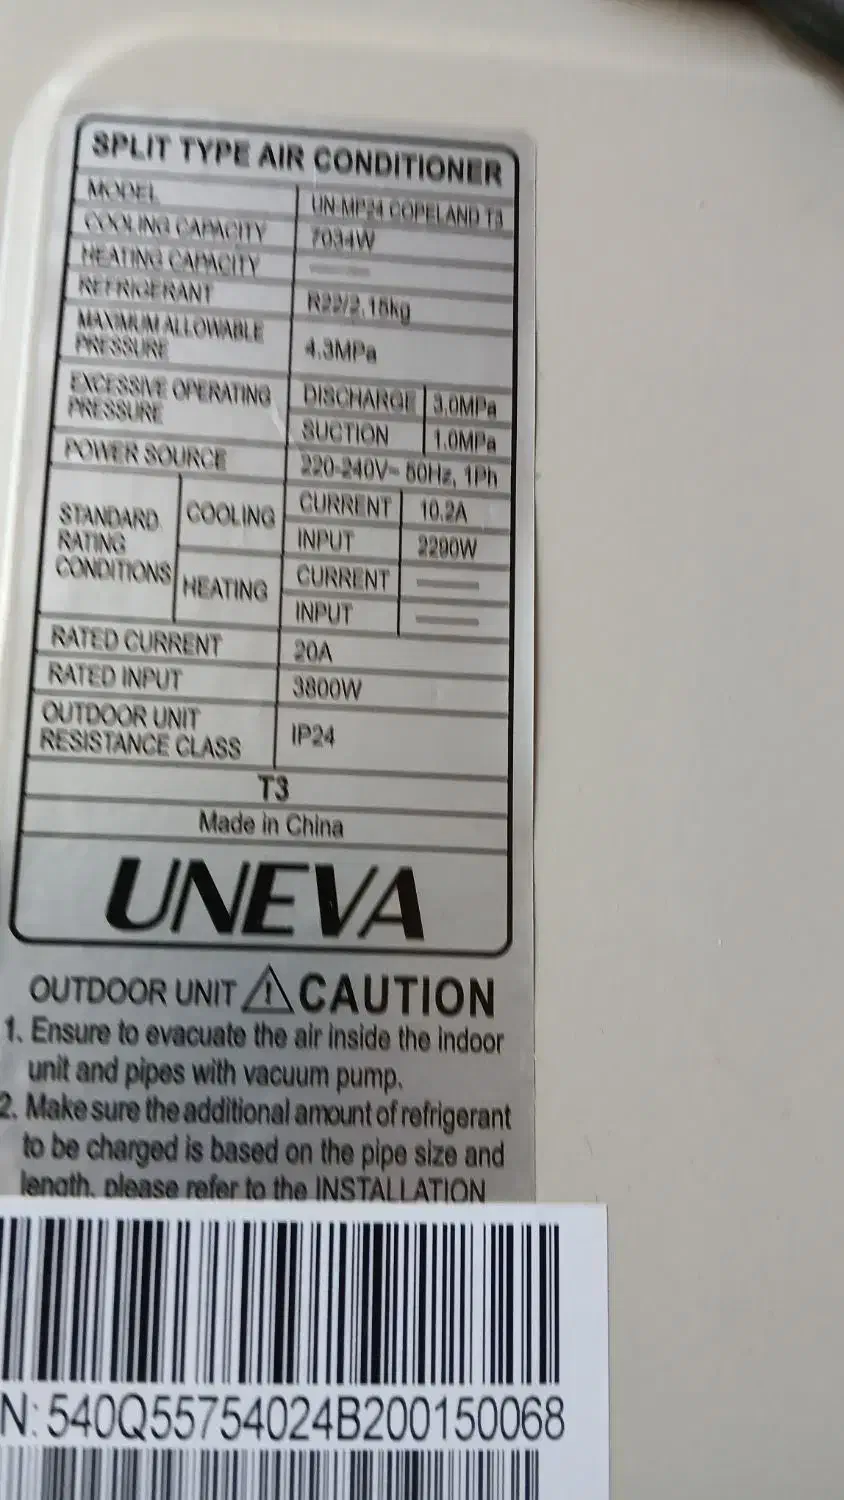 SPLIT TYPE AIR CONDITIONER
MODEL UN-MP24 COPELAND T3
COOLING CAPACITY 7034W
HEATING CAPACITY ——
REFRIGERANT R22/2.15kg
MAXIMUM ALLOWABLE
PRESSURE 4.3MPa
EXCESSIVE OPERATING
PRESSURE
DISCHARGE 3.0MPa
SUCTION 1.0MPa
POWER SOURCE 220-240V~ 50Hz, 1Ph
STANDARD
RATING
CONDITIONS
COOLING
CURRENT 10.2A
INPUT 2290W
HEATING
CURRENT ——
INPUT ——
RATED CURRENT 20A
RATED INPUT 3800W
OUTDOOR UNIT
RESISTANCE CLASS IP24
T3
Made in China
UNEVA
OUTDOOR UNIT CAUTION
1. Ensure to evacuate the air inside the indoor
unit and pipes with vacuum pump.
2. Make sure the additional amount of refrigerant
to be charged is based on the pipe size and
length, please refer to the INSTALLATION
N: 540Q55754024B200150068